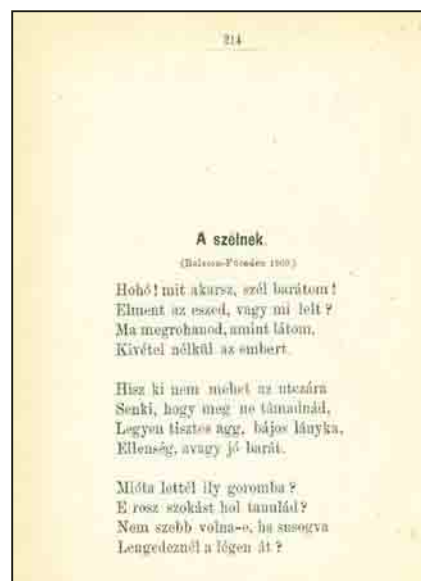 214
A szélnek.
(Balaton-Füreden 1869.)
Hohó! mit akarsz, szél barátom!
Elment az eszed, vagy mi lelt?
Ma megrohanod, amint látom,
Kivétel nélkül az embert.
Hisz ki nem mehet az utczára
Senki, hogy meg ne támadnád,
Legyen tisztes agg, bájos lányka,
Ellenség, avagy jó barát.
Mióta lettél ily goromba?
E rosz szokást hol tanulád?
Nem szebb volna-e, ha susogva
Lengedeznél a légen át?